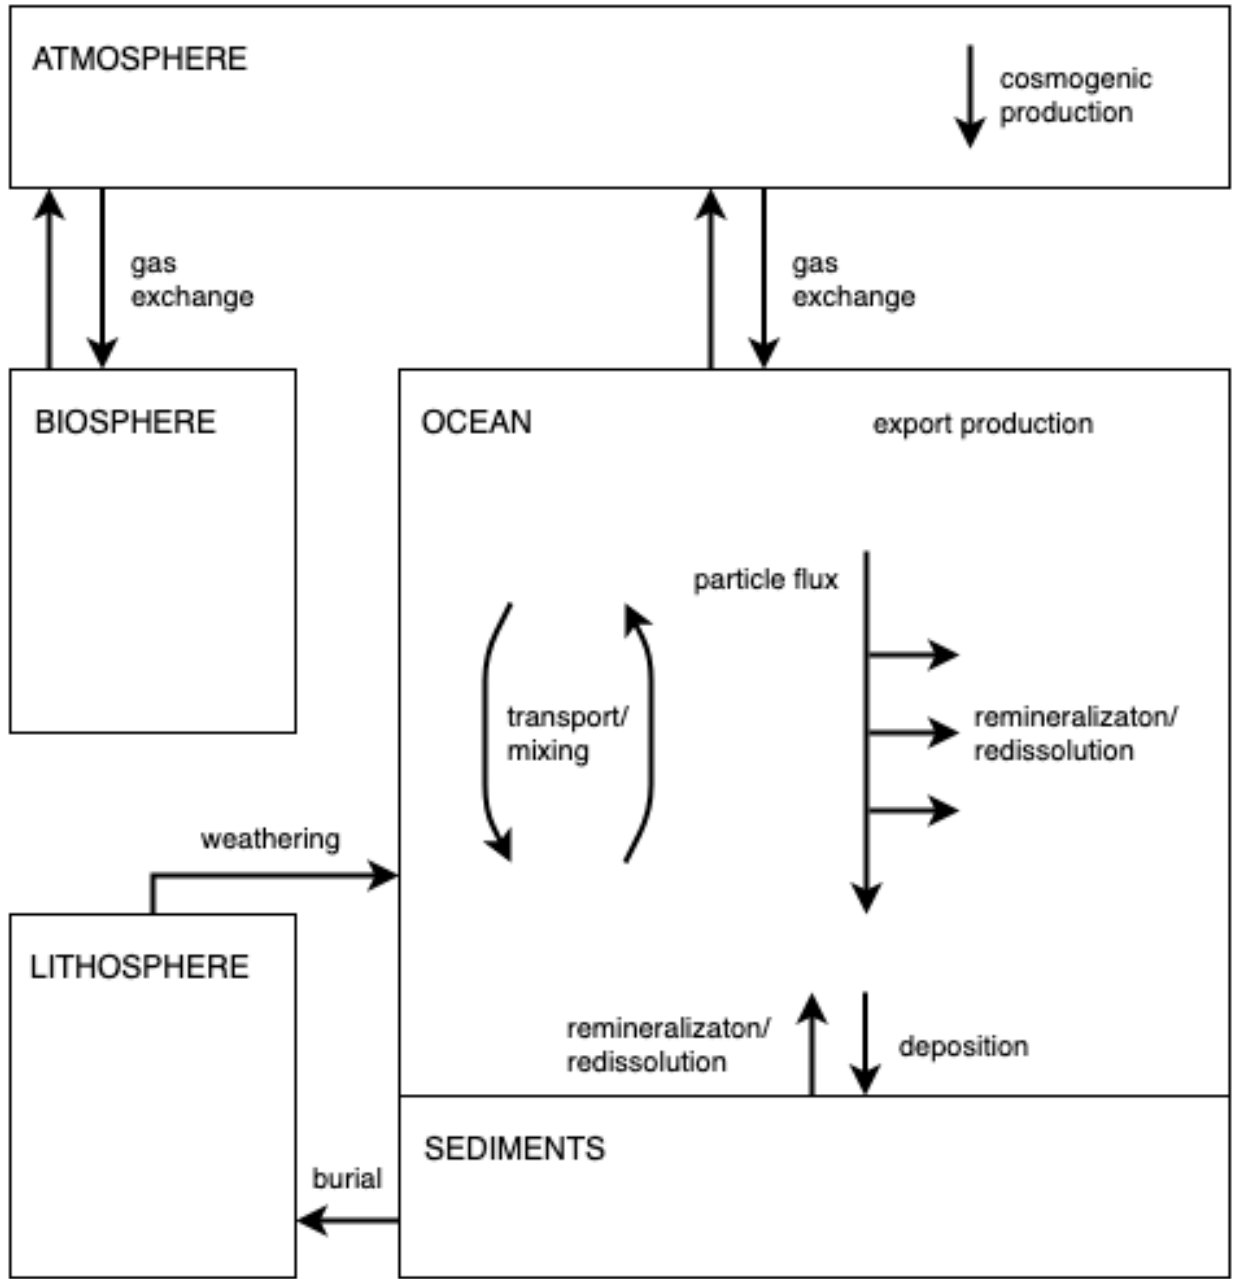 ATMOSPHERE
cosmogenic
production
gas
exchange
gas
exchange
BIOSPHERE
OCEAN
export production
particle flux
transport/
mixing
remineralizaton/
redissolution
weathering
LITHOSPHERE
remineralizaton/
redissolution
deposition
SEDIMENTS
burial